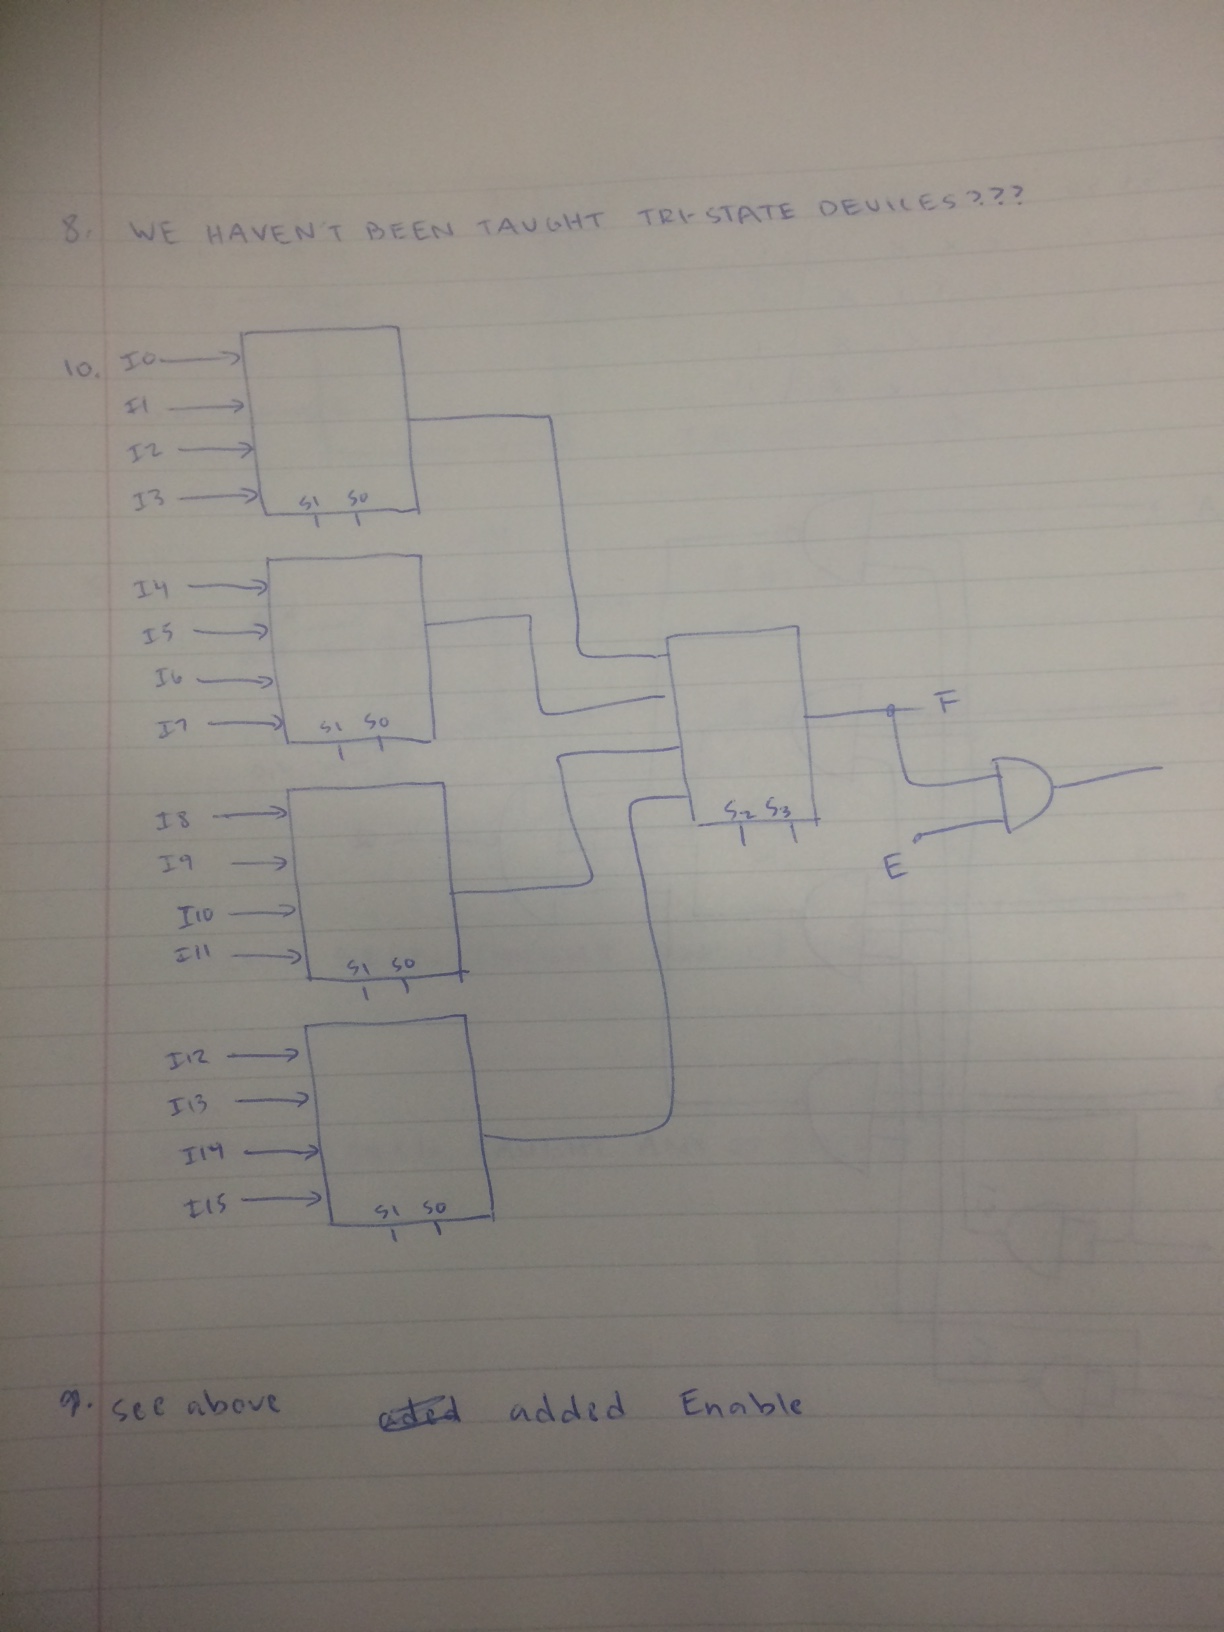 8. WE HAVEN'T BEEN TAUGHT TRI-STATE DEVICES???
10. I0
I1
I2
I3
S1 S0
I4
I5
I6
I7
S1 S0
I8
I9
I10
I11
S1 S0
I12
I13
I14
I15
S1 S0
S2 S3
F
E
9. see above added Enable